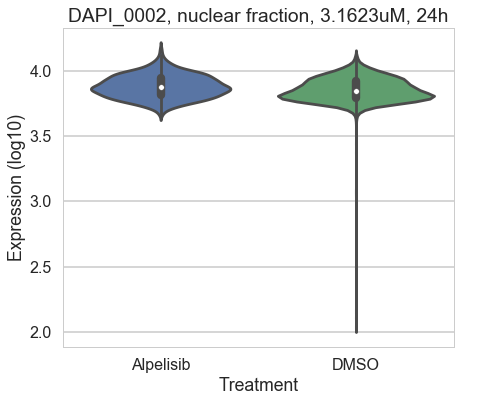 DAPI_0002, nuclear fraction, 3.1623uM, 24h
Expression (log10)
4.0
3.5
3.0
2.5
2.0
Alpelisib DMSO
Treatment